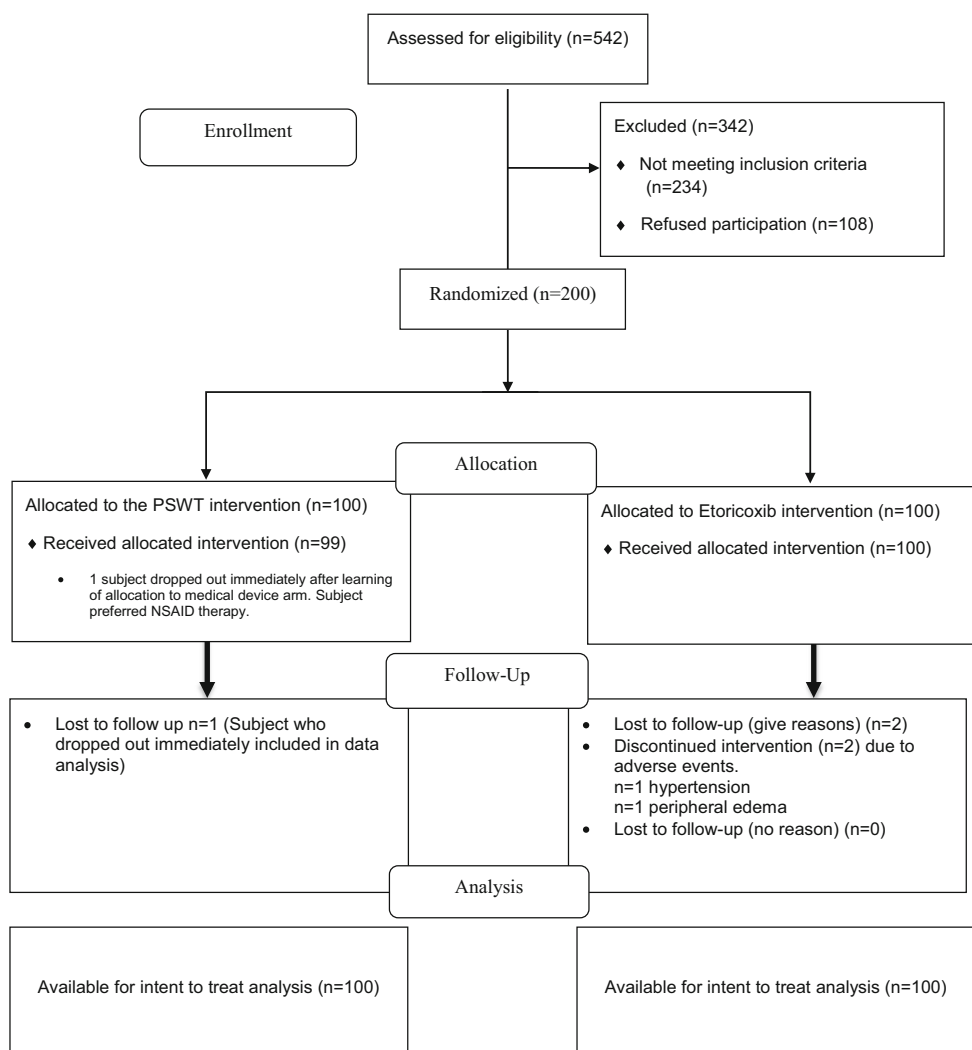 Assessed for eligibility (n=542)
Enrollment
Excluded (n=342)
♦ Not meeting inclusion criteria
(n=234)
♦ Refused participation (n=108)
Randomized (n=200)
Allocation
Allocated to the PSWT intervention (n=100)
♦ Received allocated intervention (n=99)
• 1 subject dropped out immediately after learning
of allocation to medical device arm. Subject
preferred NSAID therapy.
Allocated to Etoricoxib intervention (n=100)
♦ Received allocated intervention (n=100)
Follow-Up
• Lost to follow up n=1 (Subject who
dropped out immediately included in data
analysis)
• Lost to follow-up (give reasons) (n=2)
• Discontinued intervention (n=2) due to
adverse events.
n=1 hypertension
n=1 peripheral edema
• Lost to follow-up (no reason) (n=0)
Analysis
Available for intent to treat analysis (n=100)
Available for intent to treat analysis (n=100)